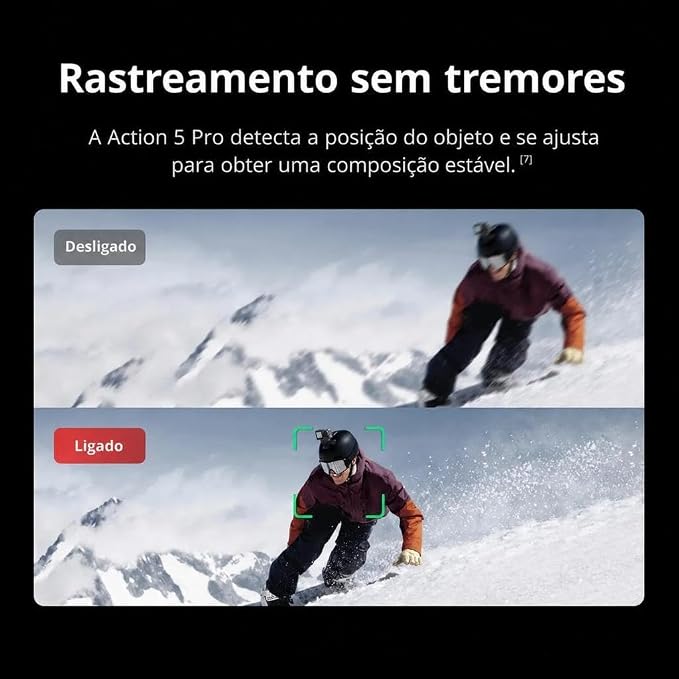 Rastreamento sem tremores
A Action 5 Pro detecta a posição do objeto e se ajusta
para obter uma composição estável. [7]
Desligado
Ligado